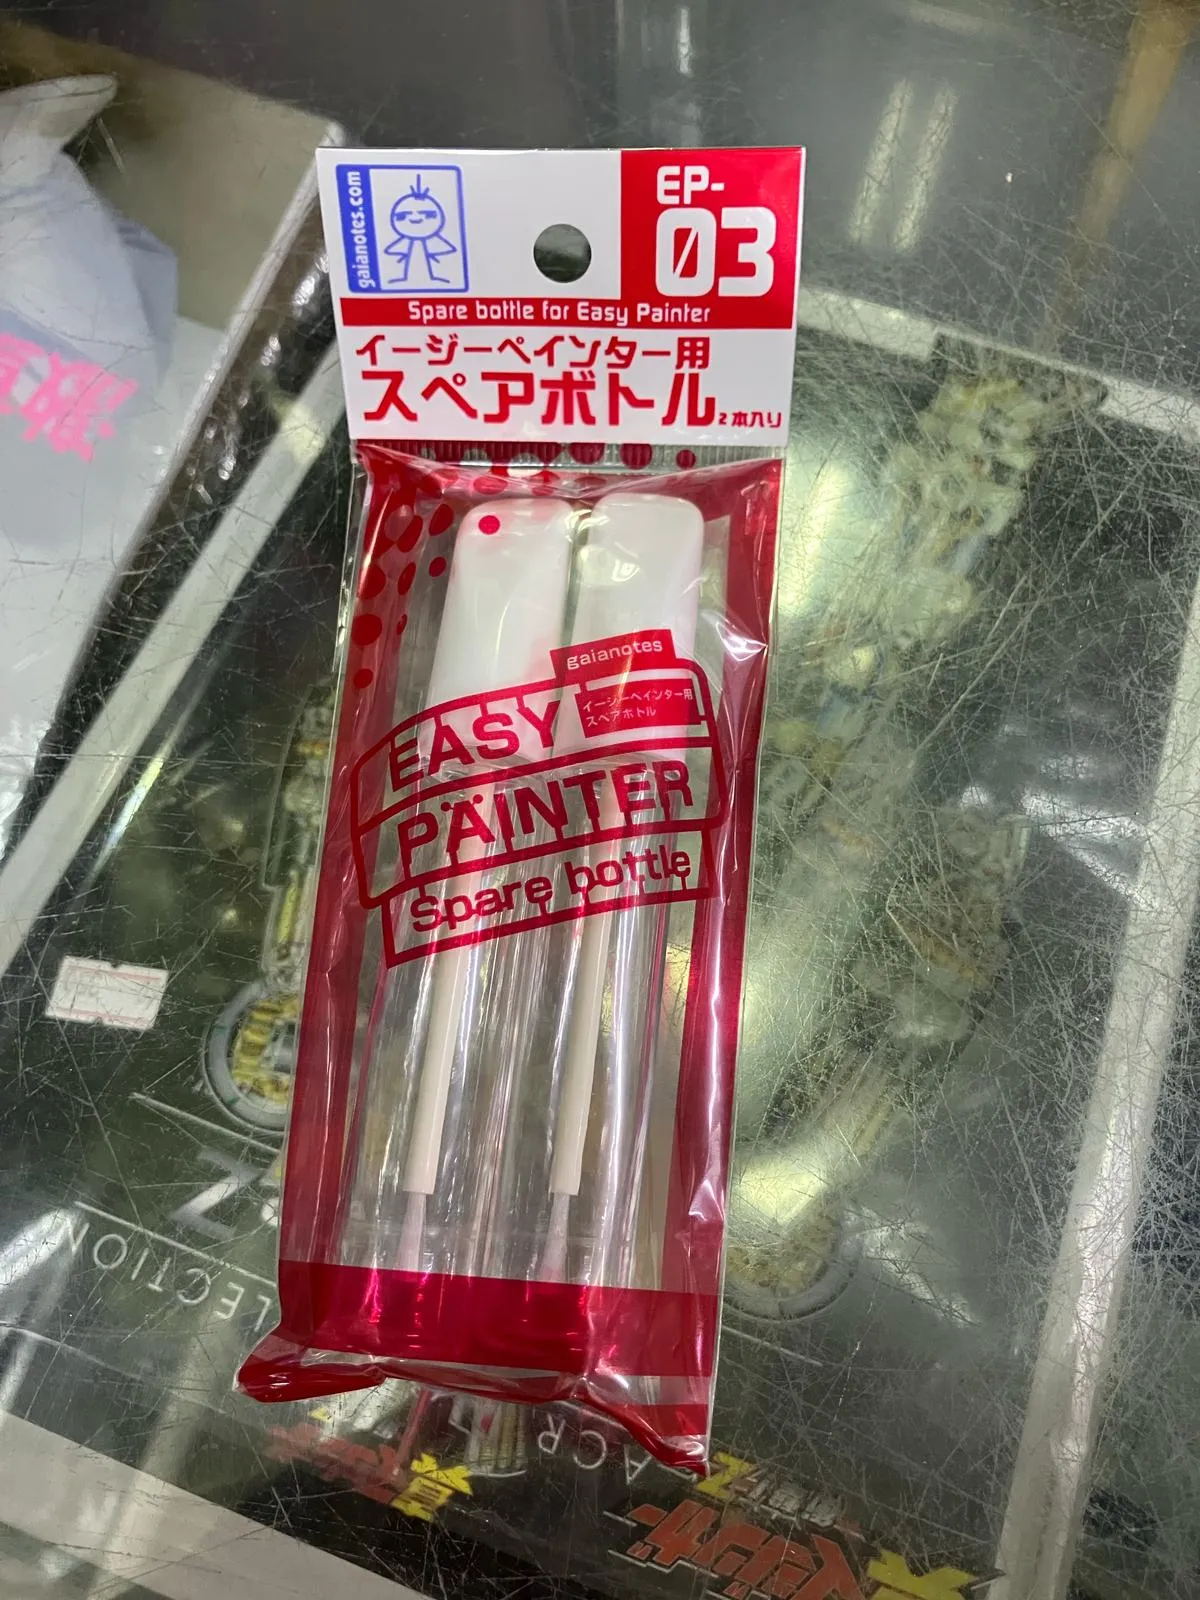 gaianotes.com
EP-
03
Spare bottle for Easy Painter
イージーペインター用
スペアボトル
2本入り
gaianotes
EASY
イージーペインター用
スペアボトル
PÄINTER
Spare bottle